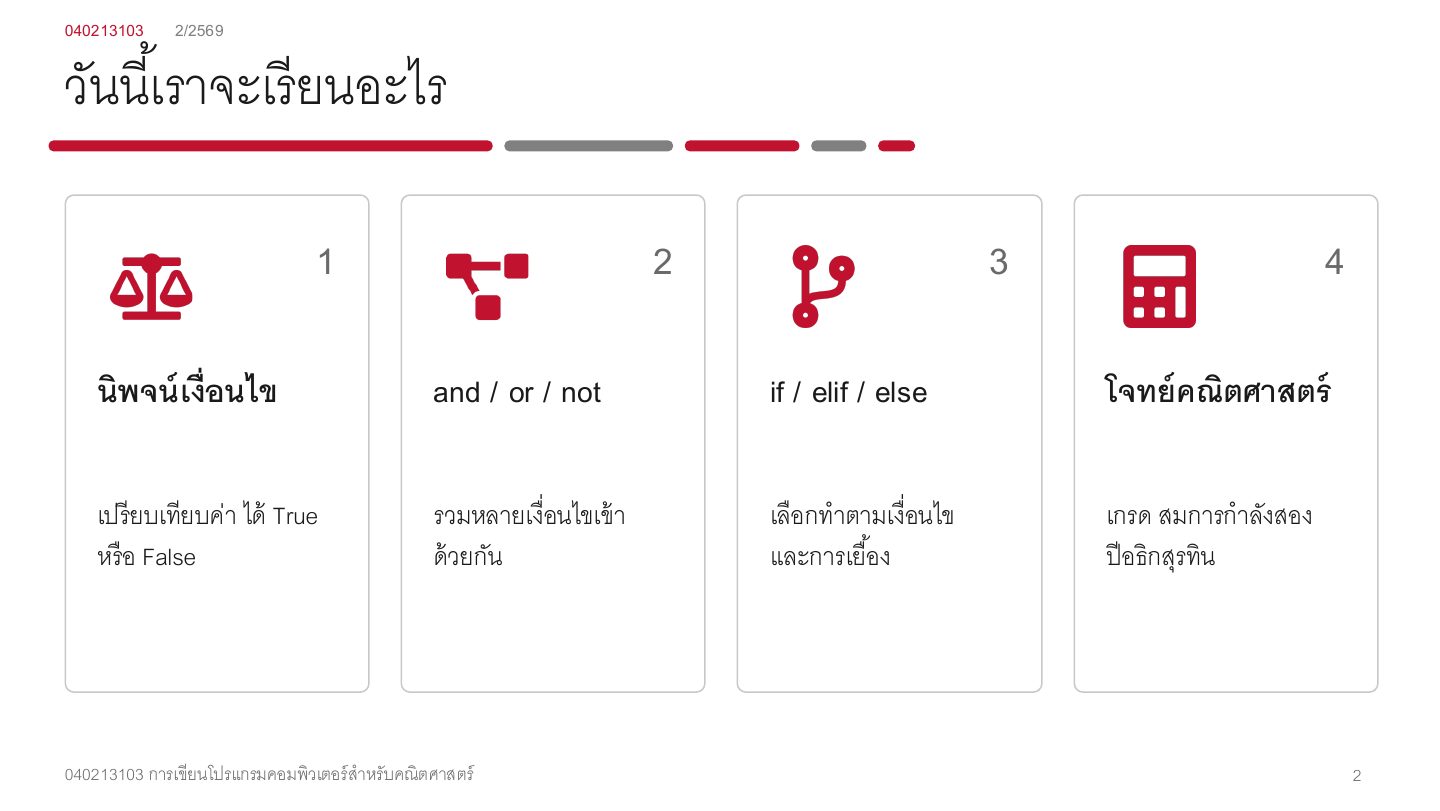 040213103 2/2569
วันนี้เราจะเรียนอะไร
1
นิพจน์เงื่อนไข
เปรียบเทียบค่า ได้ True
หรือ False
2
and / or / not
รวมหลายเงื่อนไขเข้า
ด้วยกัน
3
if / elif / else
เลือกทำตามเงื่อนไข
และการเยื้อง
4
โจทย์คณิตศาสตร์
เกรด สมการกำลังสอง
ปีอธิกสุรทิน
040213103 การเขียนโปรแกรมคอมพิวเตอร์สำหรับคณิตศาสตร์
2